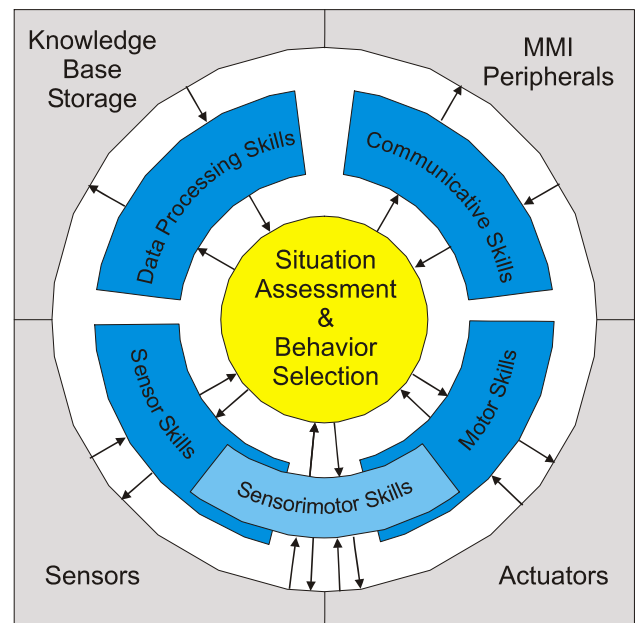 Knowledge
Base
Storage
MMI
Peripherals
Data Processing Skills
Communicative Skills
Situation
Assessment
&
Behavior
Selection
Sensor Skills
Motor Skills
Sensorimotor Skills
Sensors
Actuators